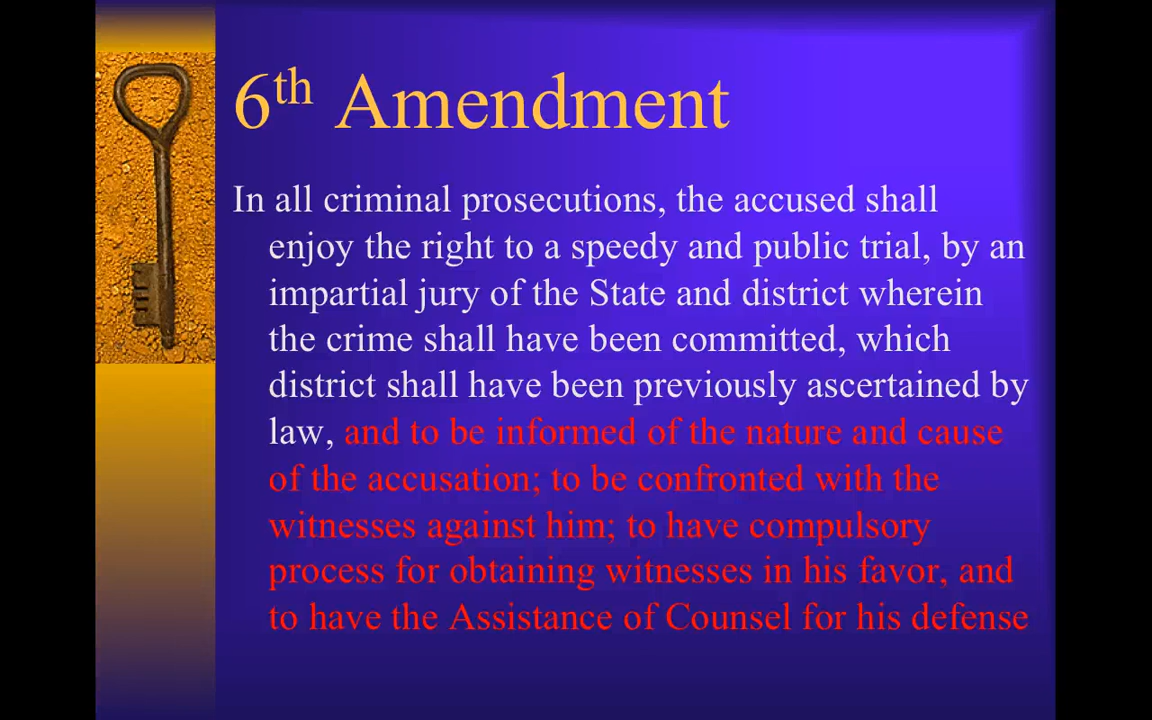 6th Amendment
In all criminal prosecutions, the accused shall
enjoy the right to a speedy and public trial, by an
impartial jury of the State and district wherein
the crime shall have been committed, which
district shall have been previously ascertained by
law, and to be informed of the nature and cause
of the accusation; to be confronted with the
witnesses against him; to have compulsory
process for obtaining witnesses in his favor, and
to have the Assistance of Counsel for his defense